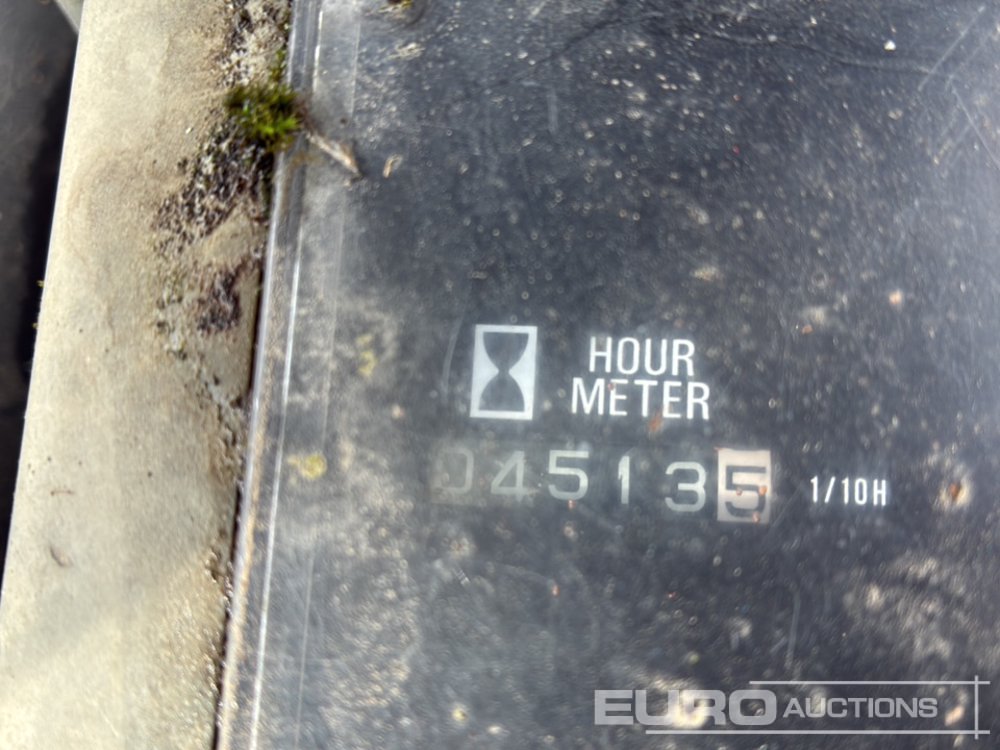 HOUR
METER
045135 1/10H
EURO AUCTIONS